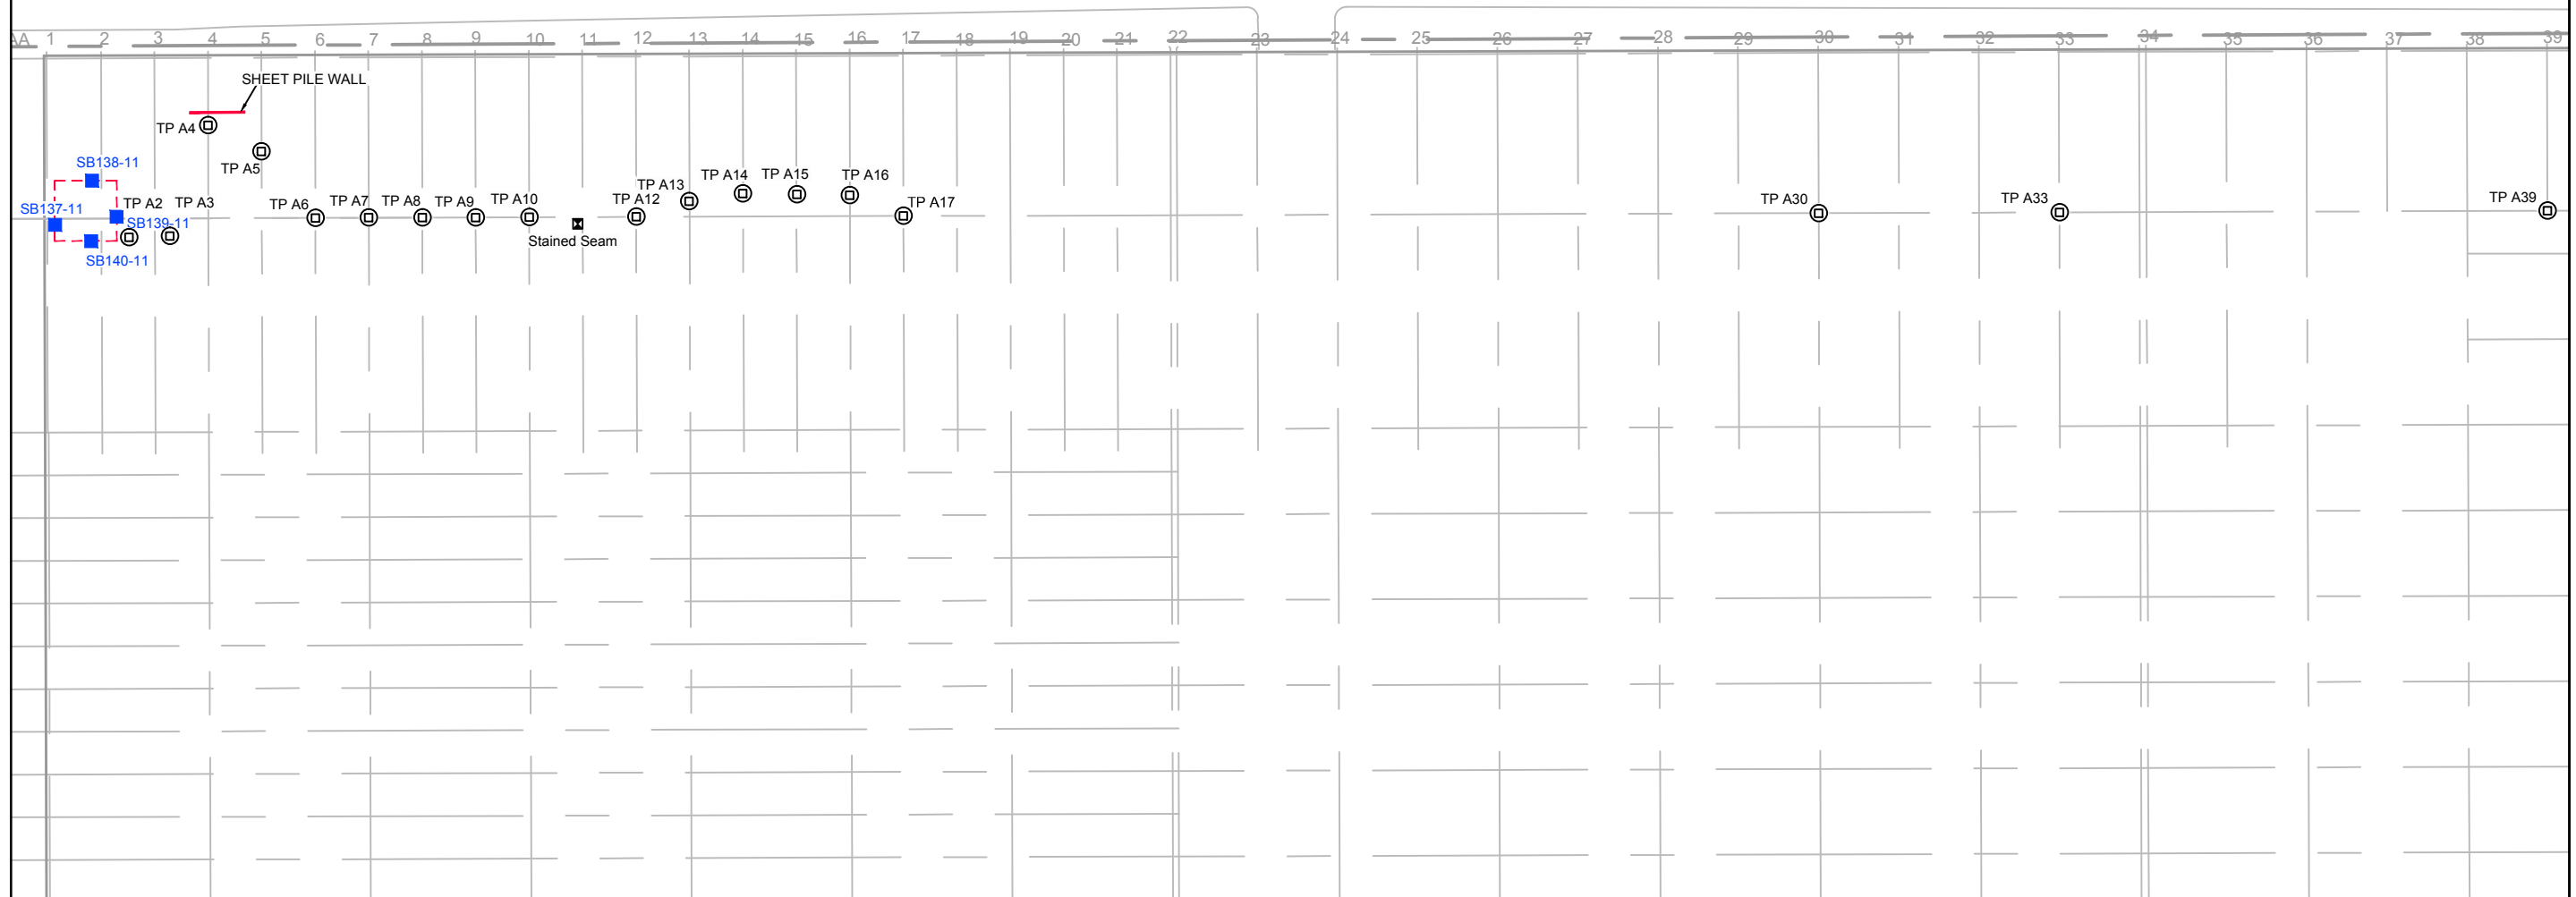 AA 1 2 3 4 5 6 7 8 9 10 11 12 13 14 15 16 17 18 19 20 21 22 23 24 25 26 27 28 29 30 31 32 33 34 35 36 37 38 39
SHEET PILE WALL
TP A4
SB138-11
TP A5
TP A14 TP A15 TP A16
TP A13
SB137-11 TP A2 TP A3 TP A6 TP A7 TP A8 TP A9 TP A10 TP A12 TP A17 TP A30 TP A33 TP A39
SB139-11
Stained Seam
SB140-11